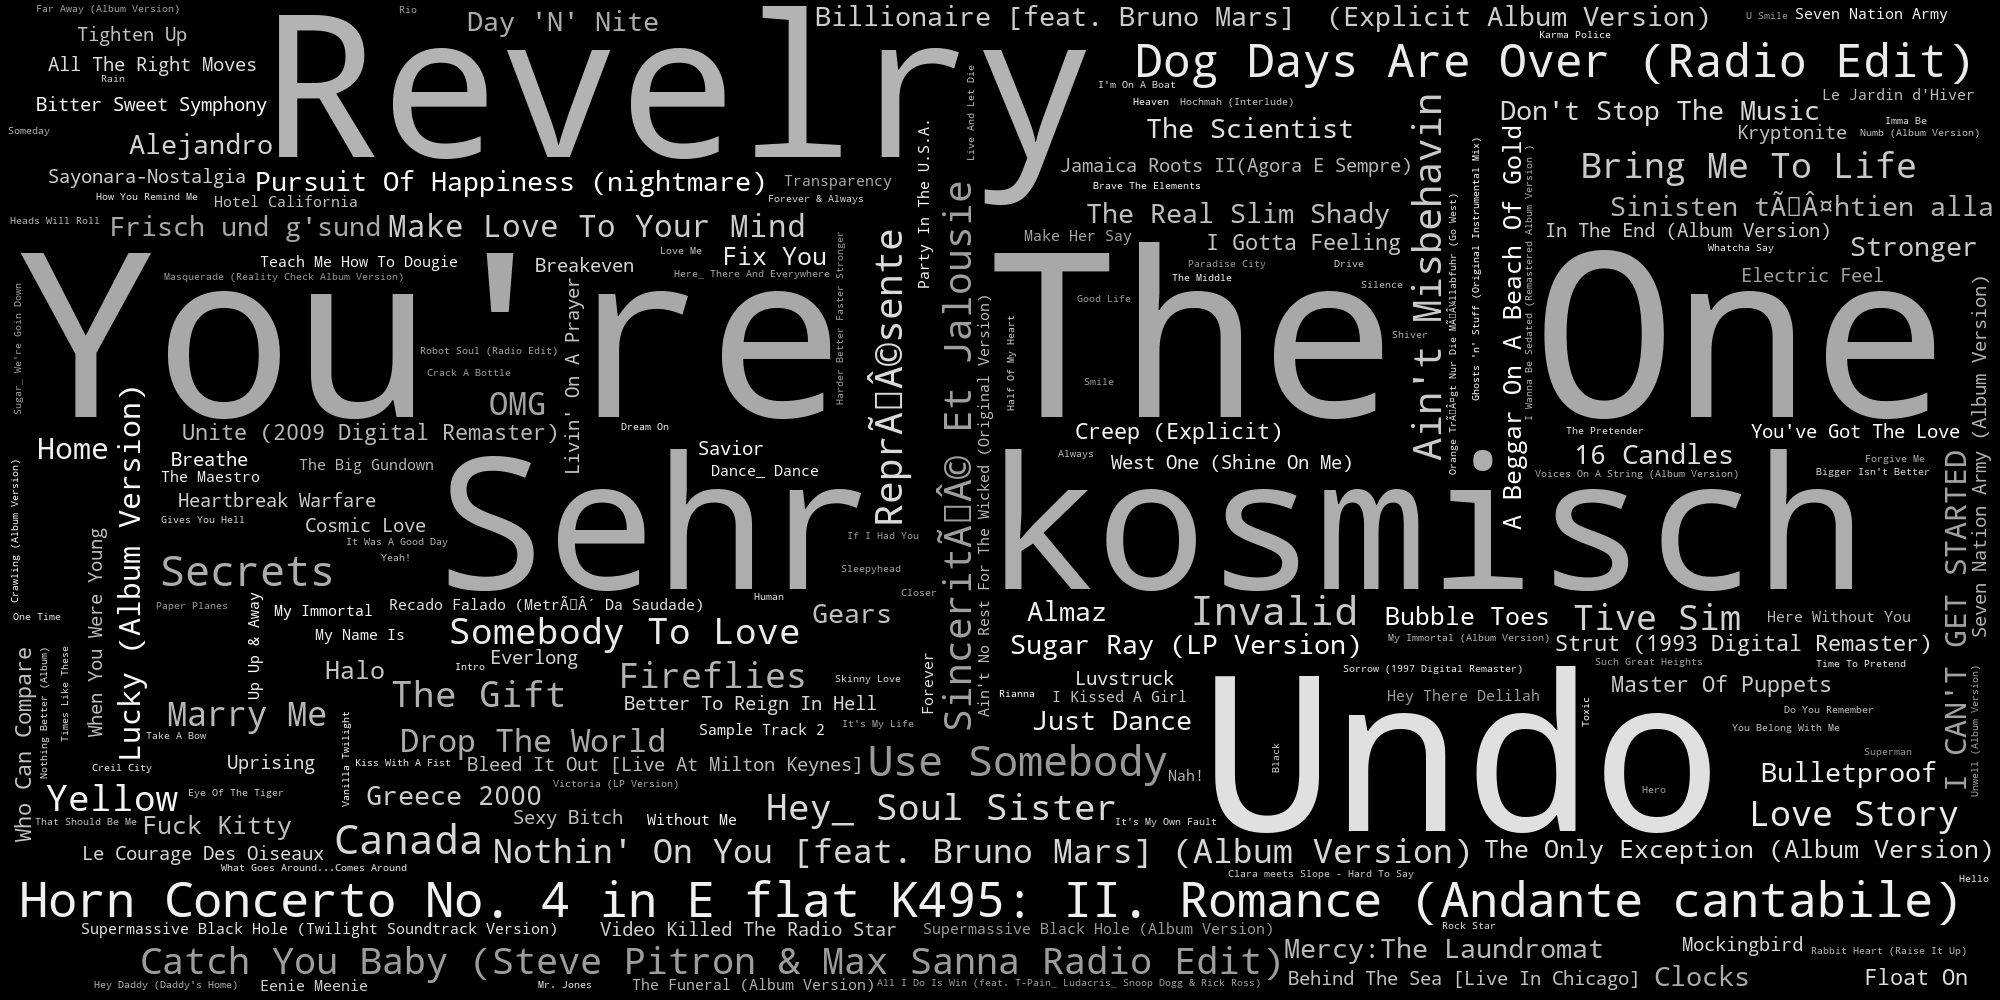 Far Away (Album Version)
Rio
Day 'N' Nite
Billionaire [feat. Bruno Mars]  (Explicit Album Version)
U Smile
Seven Nation Army
Tighten Up
Revelry
Karma Police
All The Right Moves
Rain
Dog Days Are Over (Radio Edit)
I'm On A Boat
Bitter Sweet Symphony
Heaven
Hochmah (Interlude)
Don't Stop The Music
Le Jardin d'Hiver
Someday
Alejandro
The Scientist
Imma Be
Kryptonite
Numb (Album Version)
Live And Let Die
Party In The U.S.A.
Ain't Misbehavin
Ghosts 'n' Stuff (Original Instrumental Mix)
A Beggar On A Beach Of Gold
I Wanna Be Sedated (Remastered Album Version )
Sayonara-Nostalgia
Pursuit Of Happiness (nightmare)
Transparency
Jamaica Roots II(Agora E Sempre)
Bring Me To Life
How You Remind Me
Hotel California
Forever & Always
Brave The Elements
Heads Will Roll
Frisch und g'sund
Make Love To Your Mind
The Real Slim Shady
Sinisten tÃ▯Â¤htien alla
Make Her Say
I Gotta Feeling
In The End (Album Version)
Whatcha Say
Stronger
Teach Me How To Dougie
Love Me
Fix You
Breakeven
Masquerade (Reality Check Album Version)
Here_ There And Everywhere
Paradise City
Drive
The Middle
Silence
Electric Feel
Sugar_ We're Goin Down
You're The One
Livin' On A Prayer
Harder Better Faster Stronger
ReprÃ▯Â©sente
SincÃ©ritÃ▯Â© Et Jalousie
Ain't No Rest For The Wicked (Original Version)
Half Of My Heart
Good Life
Shiver
Orange TrÃ▯Â¤gt Nur Die MÃ▯Â¼llabfuhr (Go West)
Seven Nation Army (Album Version)
Robot Soul (Radio Edit)
Crack A Bottle
Smile
OMG
Unite (2009 Digital Remaster)
Dream On
Creep (Explicit)
The Pretender
You've Got The Love
Home
Lucky (Album Version)
Savior
Always
16 Candles
Breathe
The Big Gundown
Dance_ Dance
West One (Shine On Me)
Forgive Me
The Maestro
Voices On A String (Album Version)
Bigger Isn't Better
Crawling (Album Version)
Heartbreak Warfare
Sehr kosmisch
I CAN'T GET STARTED
Gives You Hell
Cosmic Love
It Was A Good Day
If I Had You
When You Were Young
Yeah!
Secrets
Sleepyhead
Closer
Human
Paper Planes
Up Up & Away
My Immortal
Recado Falado (MetrÃ▯Â´ Da Saudade)
Gears
Almaz
Invalid
Bubble Toes
Tive Sim
Here Without You
One Time
My Name Is
Somebody To Love
Sugar Ray (LP Version)
My Immortal (Album Version)
Strut (1993 Digital Remaster)
Who Can Compare
Nothing Better (Album)
Times Like These
Halo
Intro
Everlong
Fireflies
Skinny Love
Forever
Luvstruck
Sorrow (1997 Digital Remaster)
Such Great Heights
Time To Pretend
The Gift
Better To Reign In Hell
Rianna
I Kissed A Girl
Hey There Delilah
Toxic
Master Of Puppets
Marry Me
Vanilla Twilight
Sample Track 2
It's My Life
Just Dance
Undo
Do You Remember
You Belong With Me
Unwell (Album Version)
Take A Bow
Drop The World
Black
Superman
Creil City
Uprising
Kiss With A Fist
Bleed It Out [Live At Milton Keynes]
Use Somebody
Nah!
Bulletproof
Yellow
Eye Of The Tiger
Greece 2000
Victoria (LP Version)
Hero
That Should Be Me
Fuck Kitty
Sexy Bitch
Without Me
Hey_ Soul Sister
It's My Own Fault
Love Story
Le Courage Des Oiseaux
Canada
Nothin' On You [feat. Bruno Mars] (Album Version)
The Only Exception (Album Version)
What Goes Around...Comes Around
Clara meets Slope - Hard To Say
Hello
Horn Concerto No. 4 in E flat K495: II. Romance (Andante cantabile)
Supermassive Black Hole (Twilight Soundtrack Version)
Video Killed The Radio Star
Supermassive Black Hole (Album Version)
Rock Star
Catch You Baby (Steve Pitron & Max Sanna Radio Edit)
Mercy:The Laundromat
Mockingbird
Rabbit Heart (Raise It Up)
Hey Daddy (Daddy's Home)
Eenie Meenie
Mr. Jones
The Funeral (Album Version)
All I Do Is Win (feat. T-Pain_ Ludacris_ Snoop Dogg & Rick Ross)
Behind The Sea [Live In Chicago]
Clocks
Float On